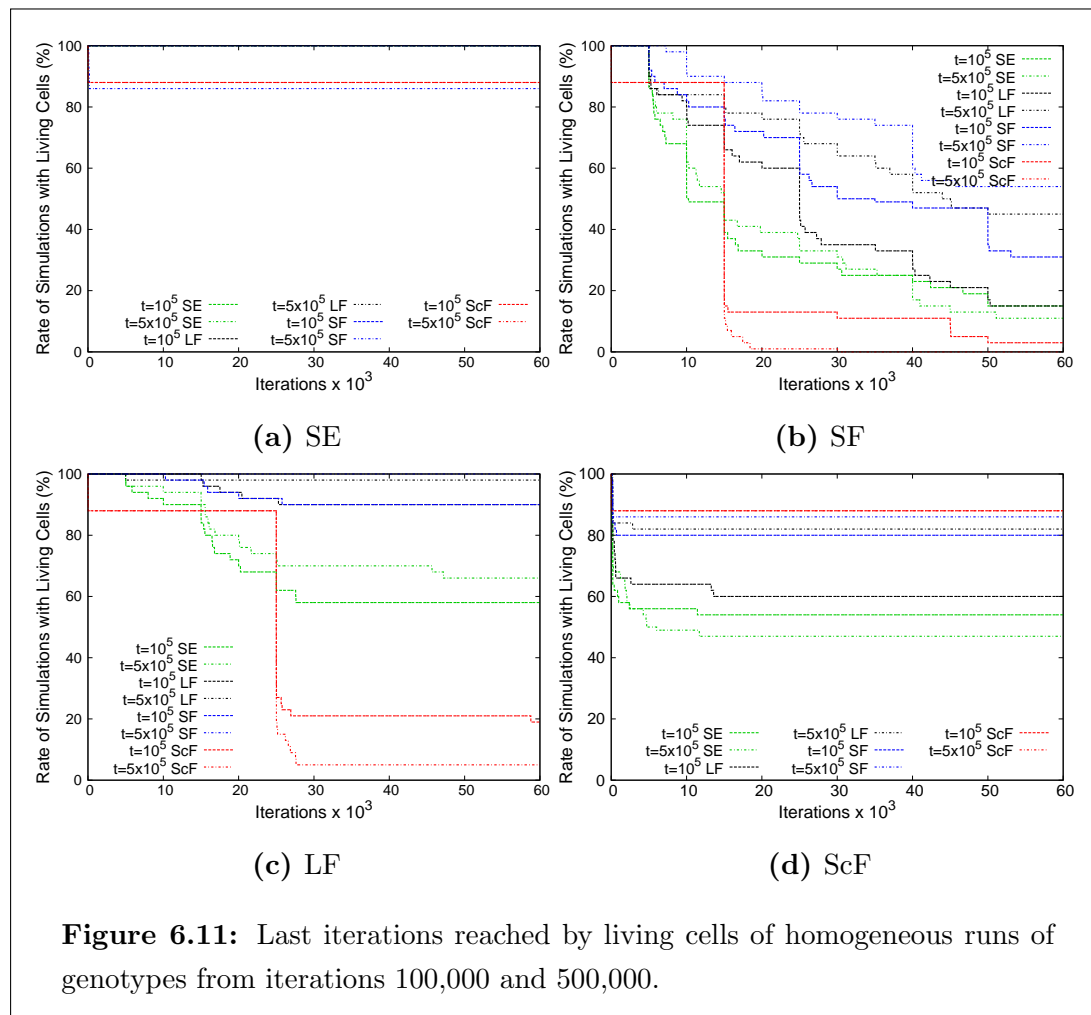 Rate of Simulations with Living Cells (%)
100
80
60
40
20
0
t=10^5 SE
t=5x10^5 SE
t=10^5 LF
t=5x10^5 LF
t=10^5 SF
t=5x10^5 SF
t=10^5 ScF
t=5x10^5 ScF
0 10 20 30 40 50 60
Iterations x 10^3
(a) SE
Rate of Simulations with Living Cells (%)
100
80
60
40
20
0
t=10^5 SE
t=5x10^5 SE
t=10^5 LF
t=5x10^5 LF
t=10^5 SF
t=5x10^5 SF
t=10^5 ScF
t=5x10^5 ScF
0 10 20 30 40 50 60
Iterations x 10^3
(b) SF
Rate of Simulations with Living Cells (%)
100
80
60
40
20
0
t=10^5 SE
t=5x10^5 SE
t=10^5 LF
t=5x10^5 LF
t=10^5 SF
t=5x10^5 SF
t=10^5 ScF
t=5x10^5 ScF
0 10 20 30 40 50 60
Iterations x 10^3
(c) LF
Rate of Simulations with Living Cells (%)
100
80
60
40
20
0
t=10^5 SE
t=5x10^5 SE
t=10^5 LF
t=5x10^5 LF
t=10^5 SF
t=5x10^5 SF
t=10^5 ScF
t=5x10^5 ScF
0 10 20 30 40 50 60
Iterations x 10^3
(d) ScF
Figure 6.11: Last iterations reached by living cells of homogeneous runs of
genotypes from iterations 100,000 and 500,000.